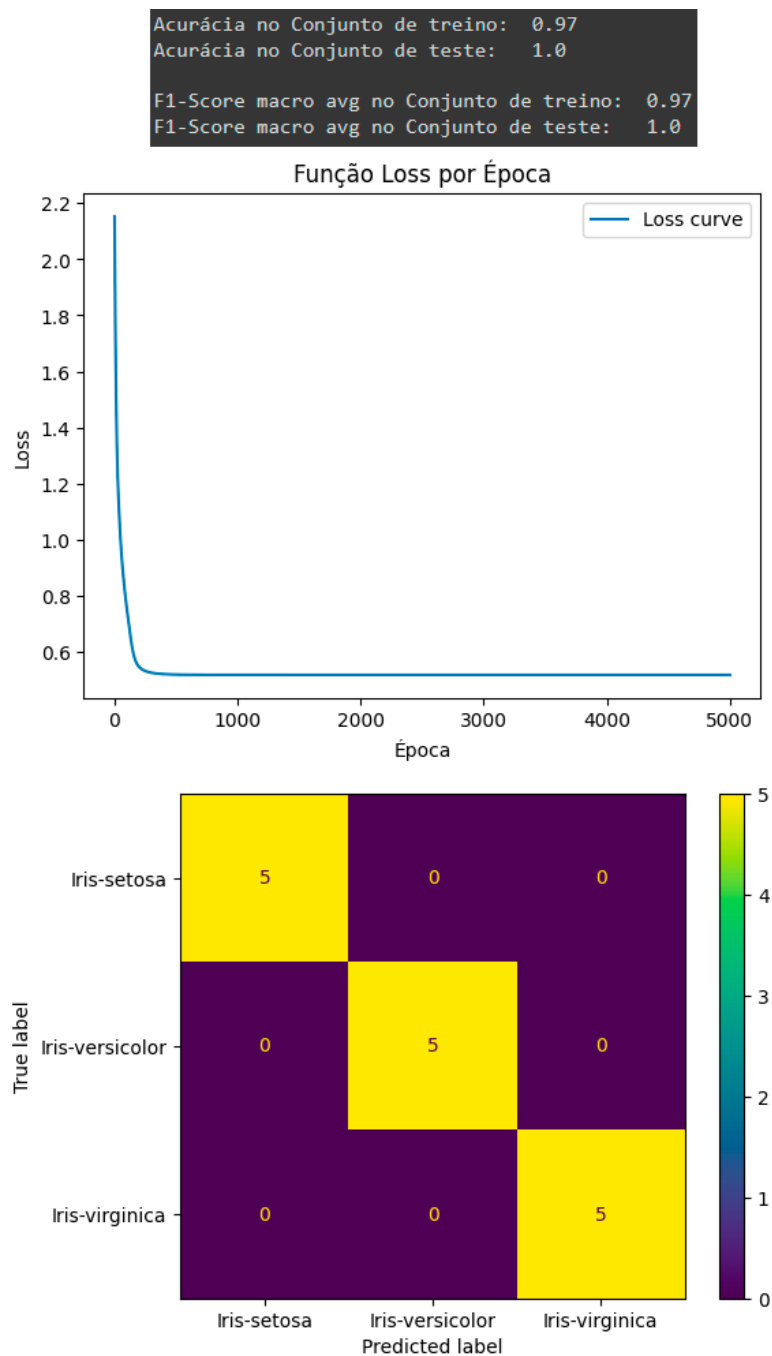 Acurácia no Conjunto de treino:  0.97
Acurácia no Conjunto de teste:   1.0
F1-Score macro avg no Conjunto de treino:  0.97
F1-Score macro avg no Conjunto de teste:   1.0
Função Loss por Época
Loss curve
2.2
2.0
1.8
1.6
1.4
1.2
1.0
0.8
0.6
Loss
0 1000 2000 3000 4000 5000
Época
5
4
3
2
1
0
Iris-setosa 5 0 0
Iris-versicolor 0 5 0
Iris-virginica 0 0 5
True label
Iris-setosa Iris-versicolor Iris-virginica
Predicted label